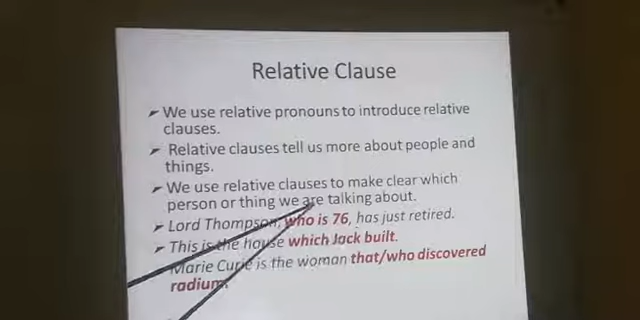 Relative Clause
➢ We use relative pronouns to introduce relative
clauses.
➢ Relative clauses tell us more about people and
things.
➢ We use relative clauses to make clear which
person or thing we are talking about.
➢ Lord Thompson, who is 76, has just retired.
➢ This is the house which Jack built.
Marie Curie is the woman that/who discovered
radium.